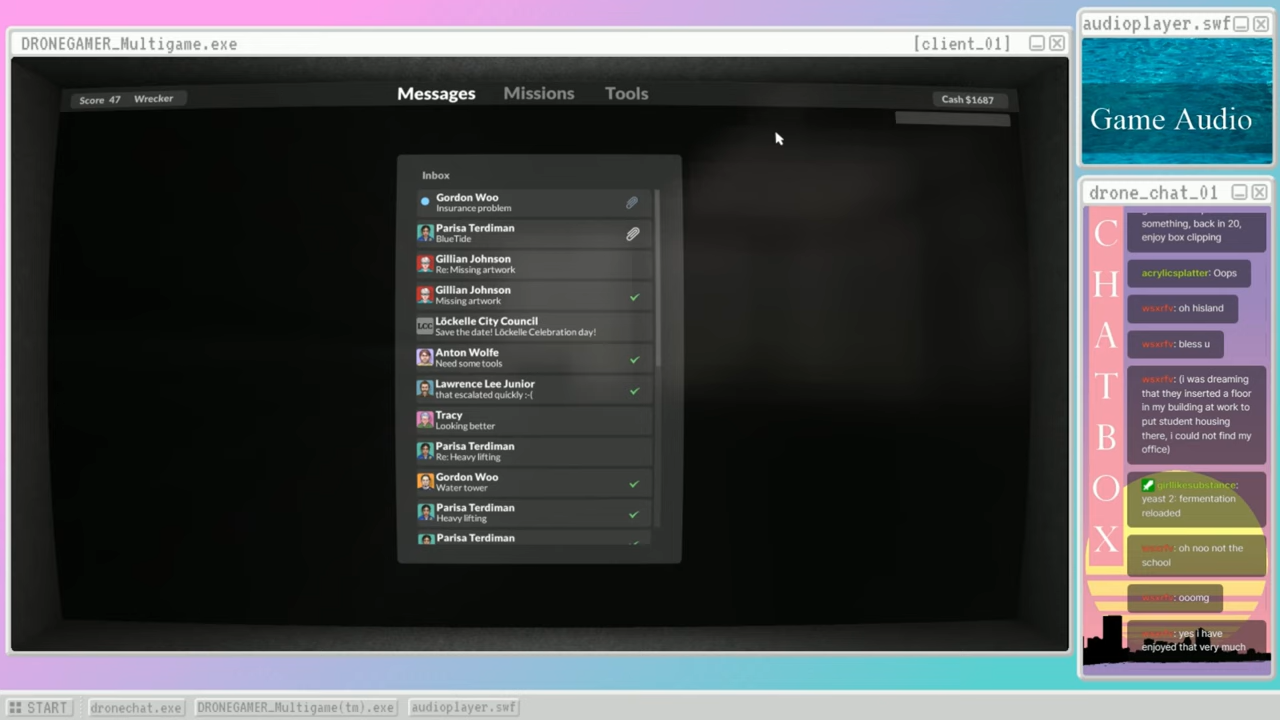 DRONEGAMER_Multigame.exe
[client_01]
Score 47 Wrecker
Messages Missions Tools
Cash $1687
Inbox
Gordon Woo
Insurance problem
Parisa Terdiman
BlueTide
Gillian Johnson
Re: Missing artwork
Gillian Johnson
Missing artwork
LCC
Löckelle City Council
Save the date! Löckelle Celebration day!
Anton Wolfe
Need some tools
Lawrence Lee Junior
that escalated quickly :-(
Tracy
Looking better
Parisa Terdiman
Re: Heavy lifting
Gordon Woo
Water tower
Parisa Terdiman
Heavy lifting
Parisa Terdiman
audioplayer.swf
Game Audio
drone_chat_01
CHATBOX
something, back in 20,
enjoy box clipping
acrylicsplatter: Oops
wsxrfv: oh hisland
wsxrfv: bless u
wsxrfv: (i was dreaming
that they inserted a floor
in my building at work to
put student housing
there, i could not find my
office)
girllikesubstance:
yeast 2: fermentation
reloaded
wsxrfv: oh noo not the
school
wsxrfv: ooomg
wsxrfv: yes i have
enjoyed that very much
START
dronechat.exe
DRONEGAMER_Multigame(tm).exe
audioplayer.swf